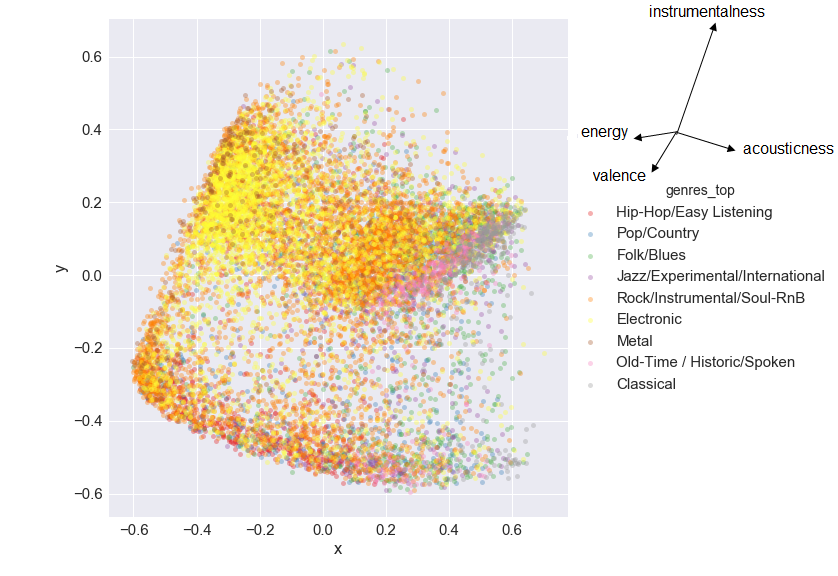 instrumentalness
energy
acousticness
valence
genres_top
Hip-Hop/Easy Listening
Pop/Country
Folk/Blues
Jazz/Experimental/International
Rock/Instrumental/Soul-RnB
Electronic
Metal
Old-Time / Historic/Spoken
Classical
y
0.6
0.4
0.2
0.0
−0.2
−0.4
−0.6
−0.6 −0.4 −0.2 0.0 0.2 0.4 0.6
x